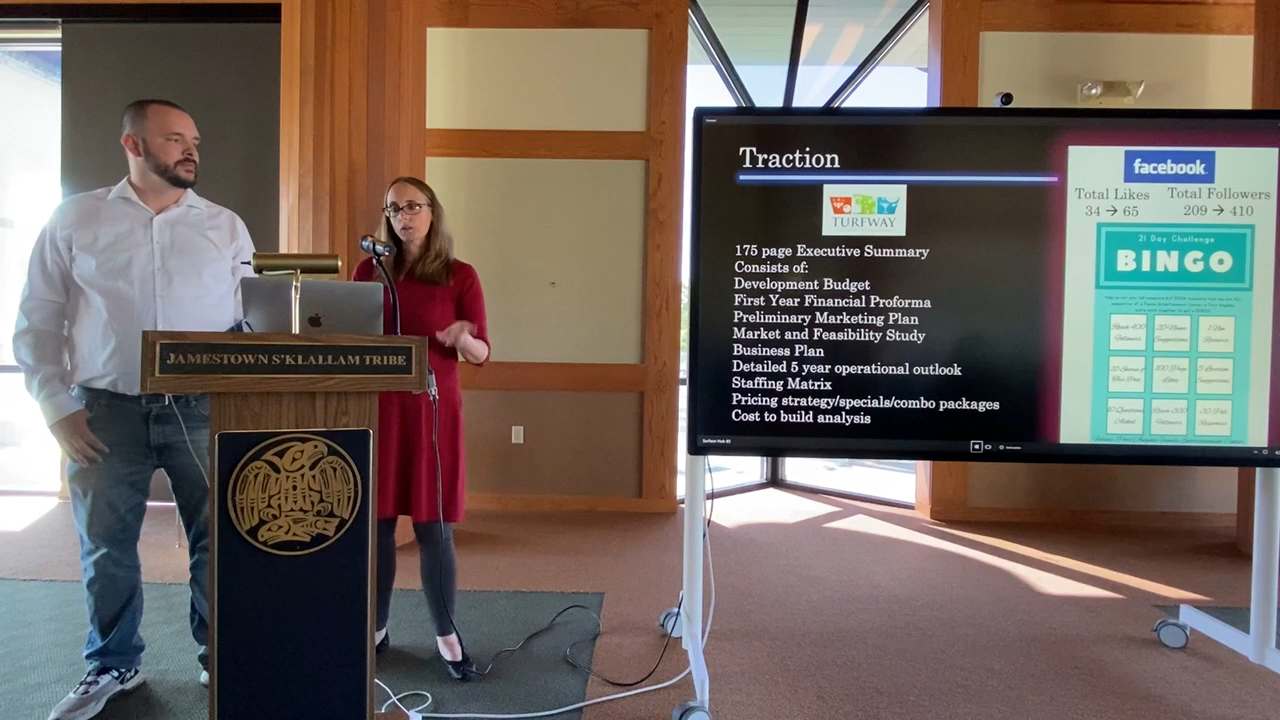 JAMESTOWN S'KLALLAM TRIBE
Traction
TURFWAY
175 page Executive Summary
Consists of:
Development Budget
First Year Financial Proforma
Preliminary Marketing Plan
Market and Feasibility Study
Business Plan
Detailed 5 year operational outlook
Staffing Matrix
Pricing strategy/specials/combo packages
Cost to build analysis
Surface Hub
facebook
Total Likes Total Followers
34 → 65 209 → 410
21 Day Challenge
BINGO